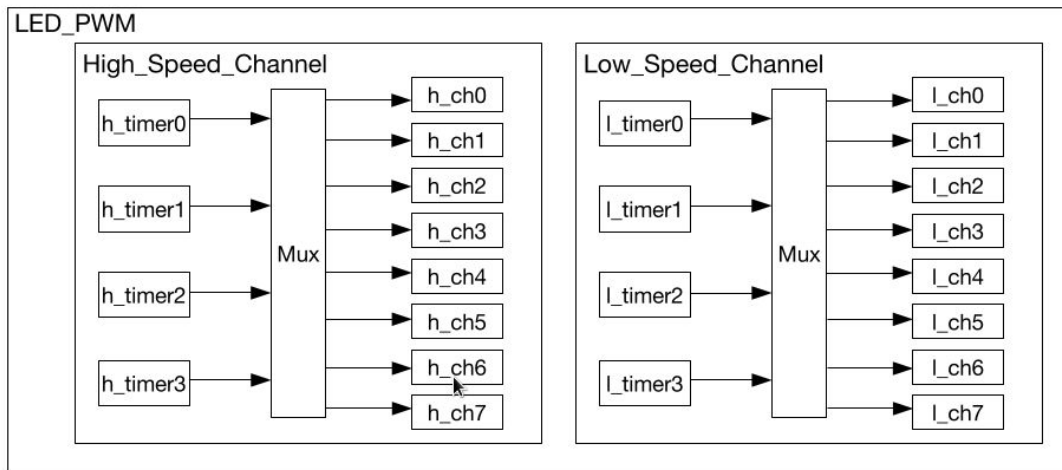 LED_PWM
High_Speed_Channel
h_timer0
h_timer1
h_timer2
h_timer3
Mux
h_ch0
h_ch1
h_ch2
h_ch3
h_ch4
h_ch5
h_ch6
h_ch7
Low_Speed_Channel
l_timer0
l_timer1
l_timer2
l_timer3
Mux
l_ch0
l_ch1
l_ch2
l_ch3
l_ch4
l_ch5
l_ch6
l_ch7